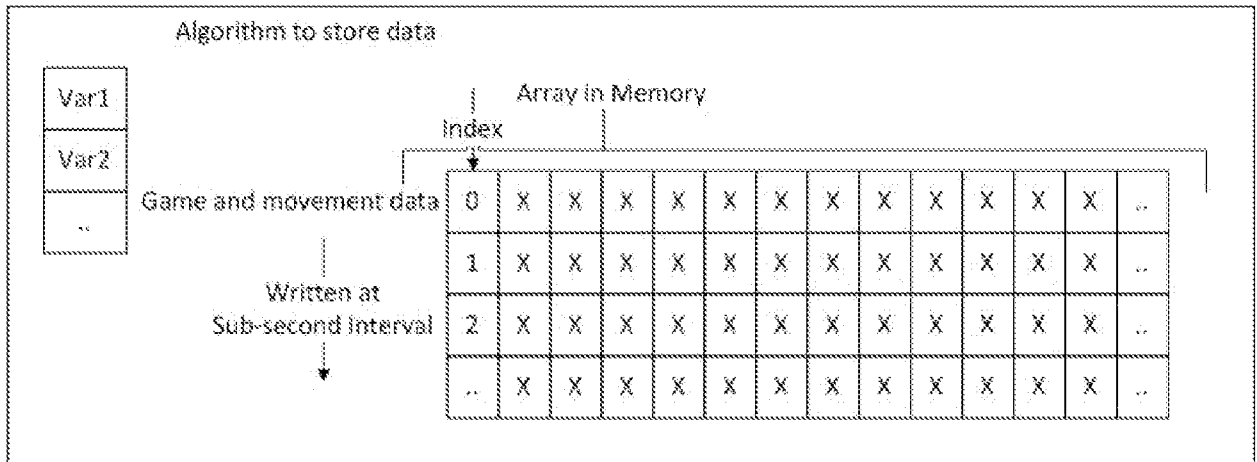 Algorithm to store data
Var1
Var2
..
Array in Memory
Index
Game and movement data
Written at
Sub-second Interval
0 X X X X X X X X X X X X ..
1 X X X X X X X X X X X X ..
2 X X X X X X X X X X X X ..
.. X X X X X X X X X X X X ..